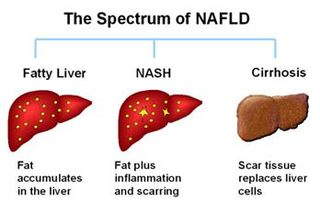 The Spectrum of NAFLD
Fatty Liver
NASH
Cirrhosis
Fat
accumulates
in the liver
Fat plus
inflammation
and scarring
Scar tissue
replaces liver
cells